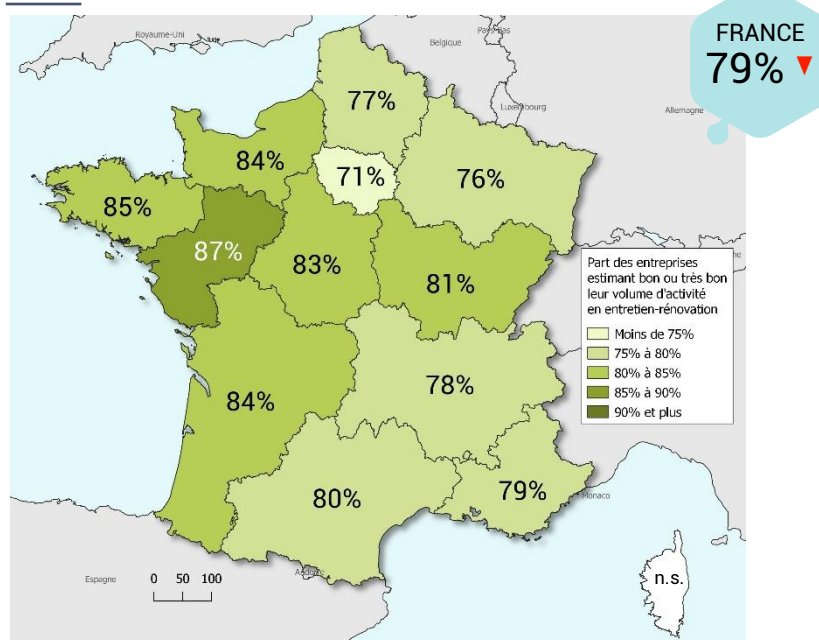 FRANCE
79%
Royaume-Uni
Belgique
Pays-Bas
Luxembourg
Allemagne
77%
84%
71%
76%
85%
87%
83%
81%
Part des entreprises
estimant bon ou très bon
leur volume d'activité
en entretien-rénovation
Moins de 75%
75% à 80%
80% à 85%
85% à 90%
90% et plus
84%
78%
80%
79%
Monaco
Espagne
Andorre
0 50 100
n.s.